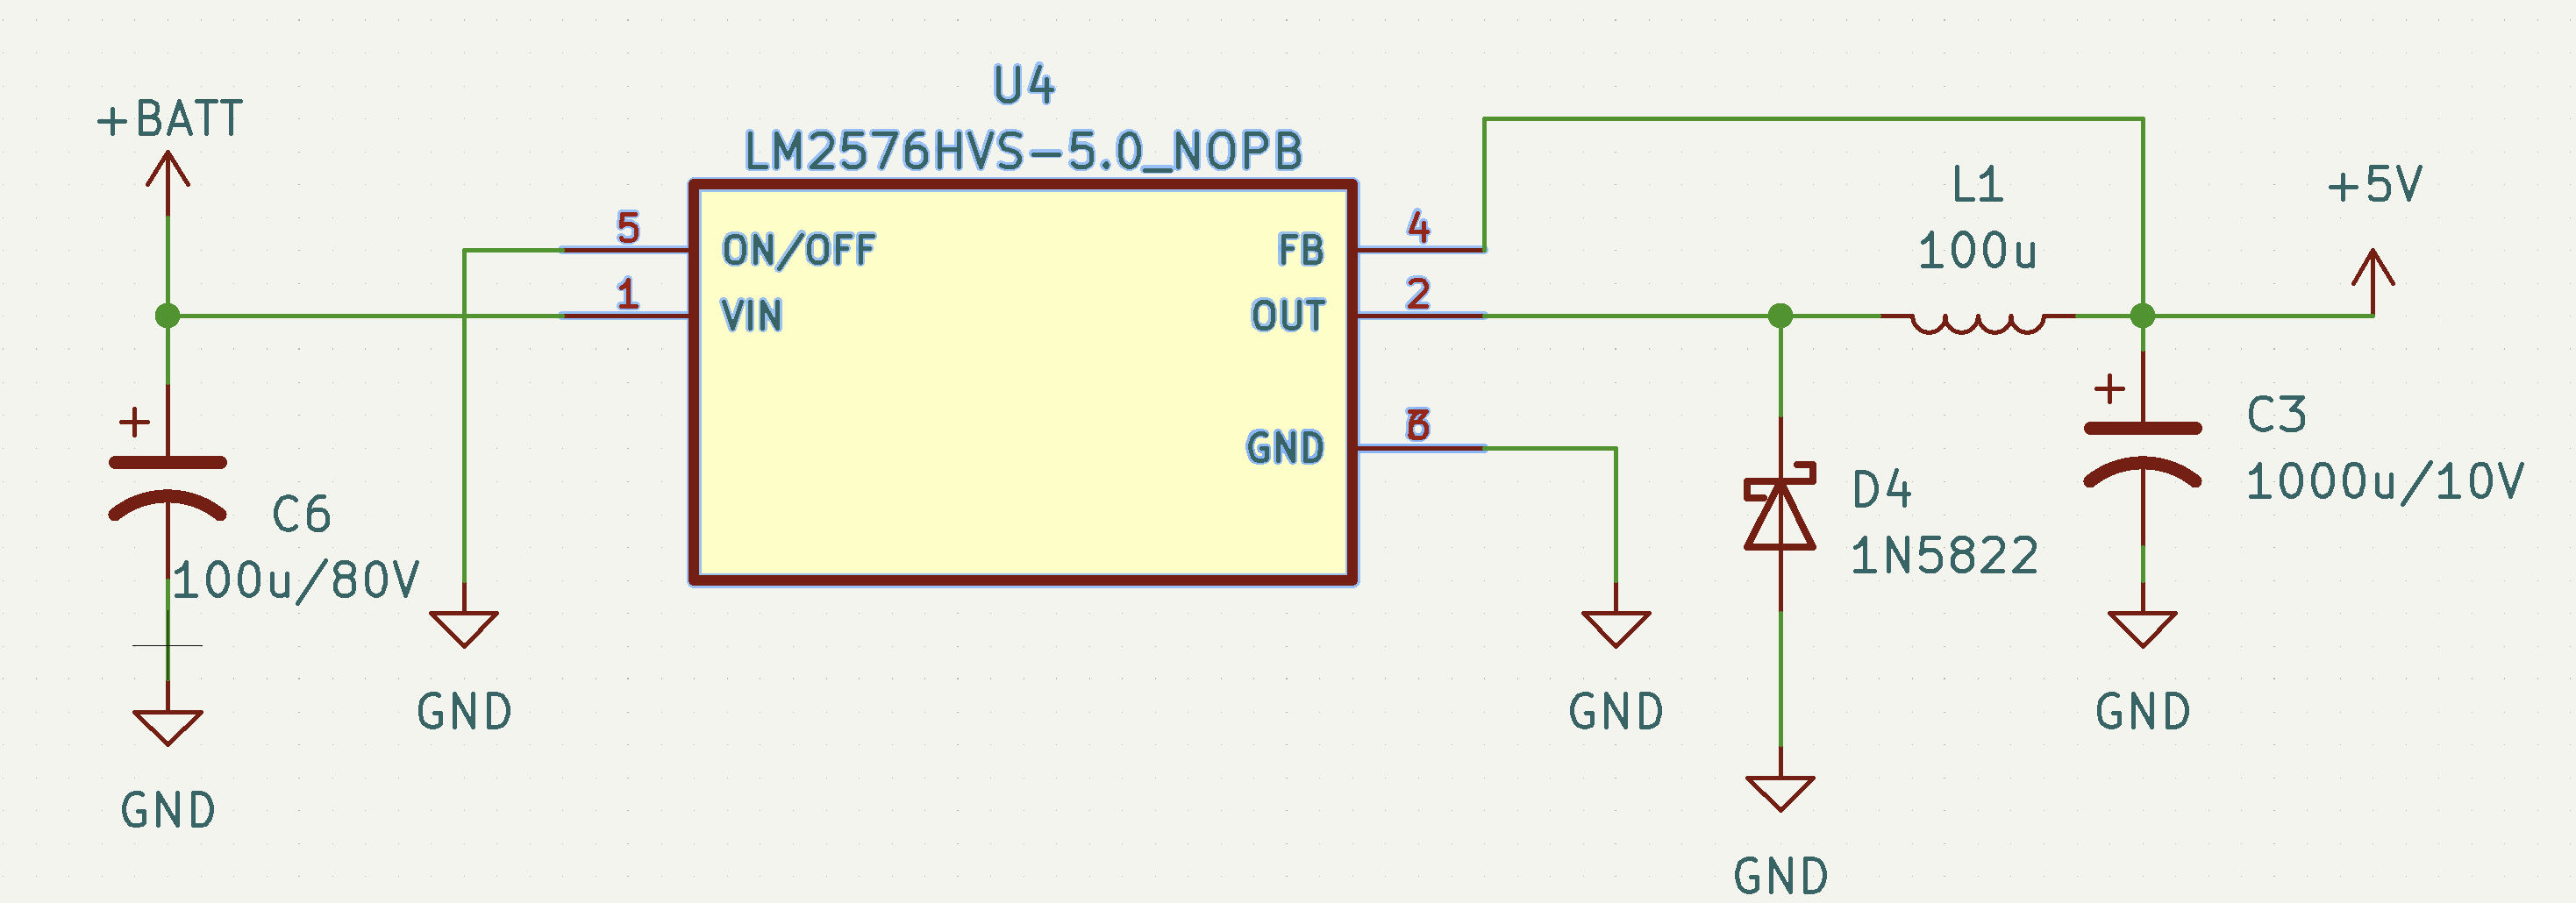 U4
LM2576HVS-5.0_NOPB
+BATT
5
ON/OFF
1
VIN
4
FB
2
OUT
GND
L1
100u
+5V
+
C6
100u/80V
+
C3
1000u/10V
D4
1N5822
GND
GND
GND
GND
GND